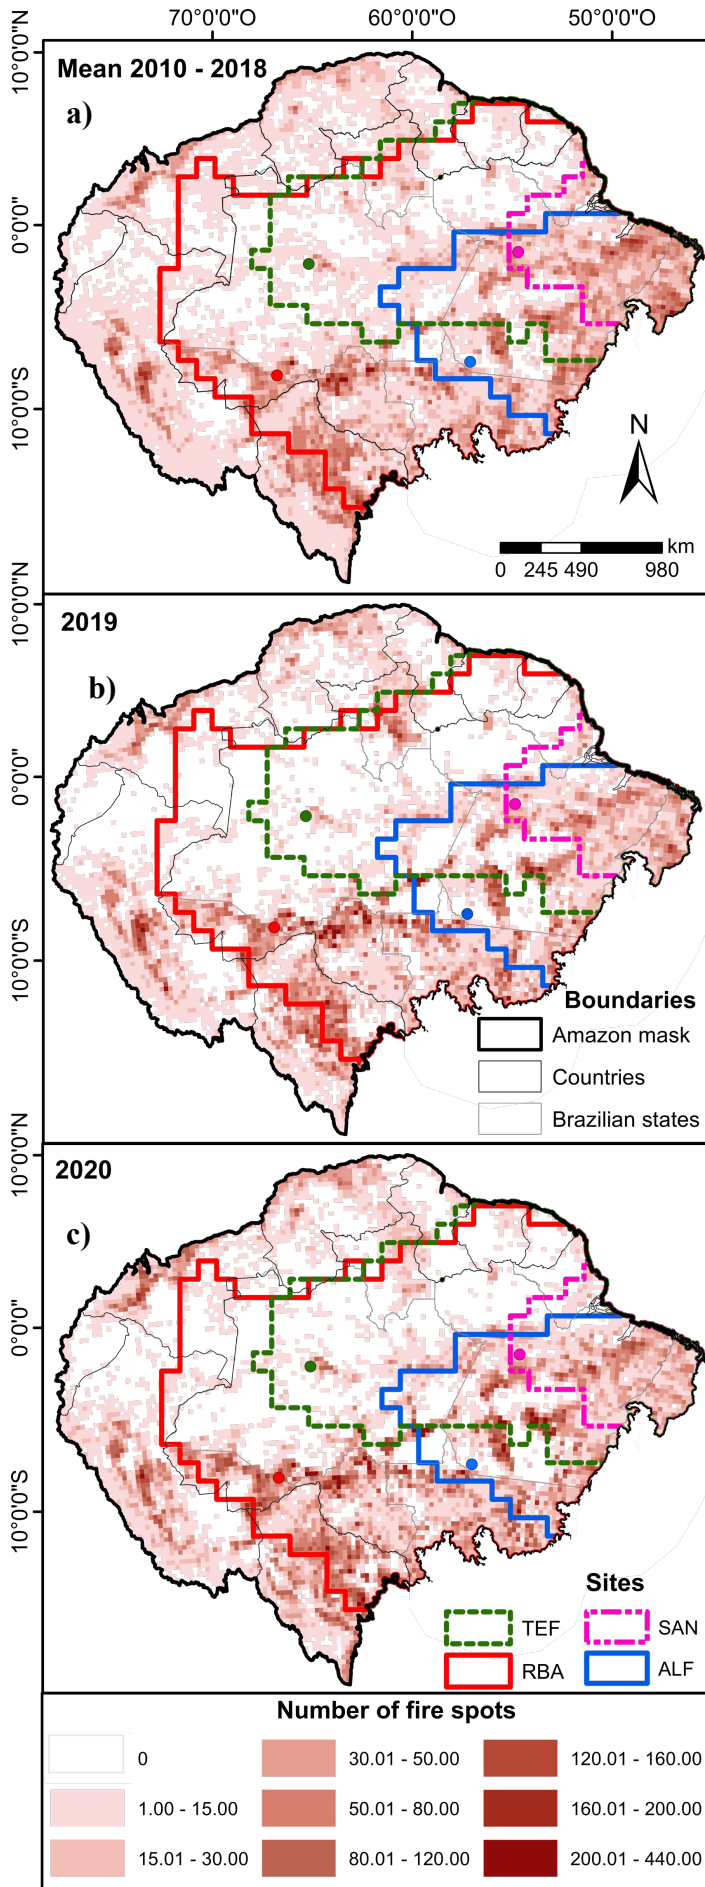 70°0'0"O 60°0'0"O 50°0'0"O
10°0'0"N
Mean 2010 - 2018
a)
0°0'0"
10°0'0"S
N
km
0 245 490 980
10°0'0"N
2019
b)
0°0'0"
10°0'0"S
Boundaries
Amazon mask
Countries
Brazilian states
10°0'0"N
2020
c)
0°0'0"
10°0'0"S
Sites
TEF SAN
RBA ALF
Number of fire spots
0 30.01 - 50.00 120.01 - 160.00
1.00 - 15.00 50.01 - 80.00 160.01 - 200.00
15.01 - 30.00 80.01 - 120.00 200.01 - 440.00